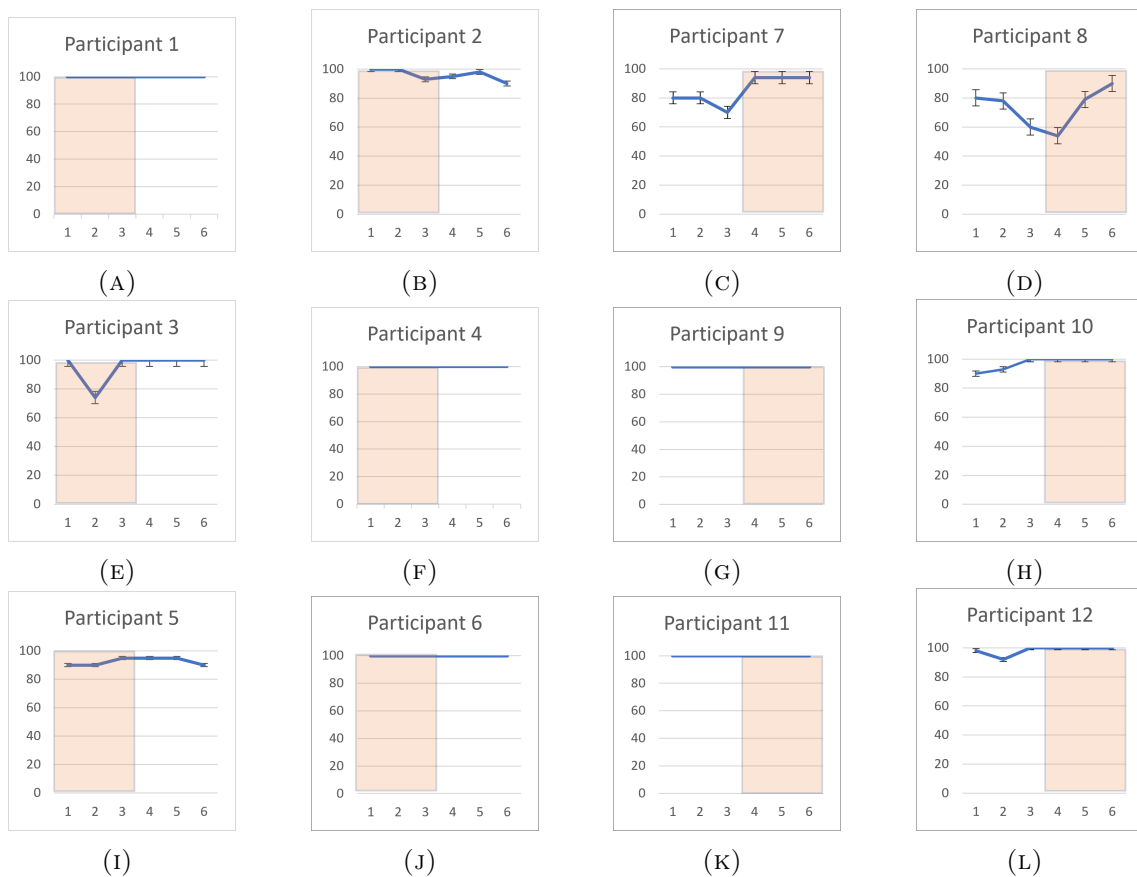 Participant 1
100
80
60
40
20
0
1 2 3 4 5 6
(A)
Participant 2
100
80
60
40
20
0
1 2 3 4 5 6
(B)
Participant 7
100
80
60
40
20
0
1 2 3 4 5 6
(C)
Participant 8
100
80
60
40
20
0
1 2 3 4 5 6
(D)
Participant 3
100
80
60
40
20
0
1 2 3 4 5 6
(E)
Participant 4
100
80
60
40
20
0
1 2 3 4 5 6
(F)
Participant 9
100
80
60
40
20
0
1 2 3 4 5 6
(G)
Participant 10
100
80
60
40
20
0
1 2 3 4 5 6
(H)
Participant 5
100
80
60
40
20
0
1 2 3 4 5 6
(I)
Participant 6
100
80
60
40
20
0
1 2 3 4 5 6
(J)
Participant 11
100
80
60
40
20
0
1 2 3 4 5 6
(K)
Participant 12
100
80
60
40
20
0
1 2 3 4 5 6
(L)